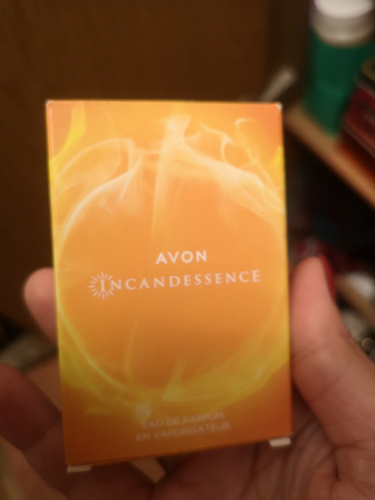 AVON
INCANDESSENCE
EAU DE PARFUM
EN VAPORISATEUR